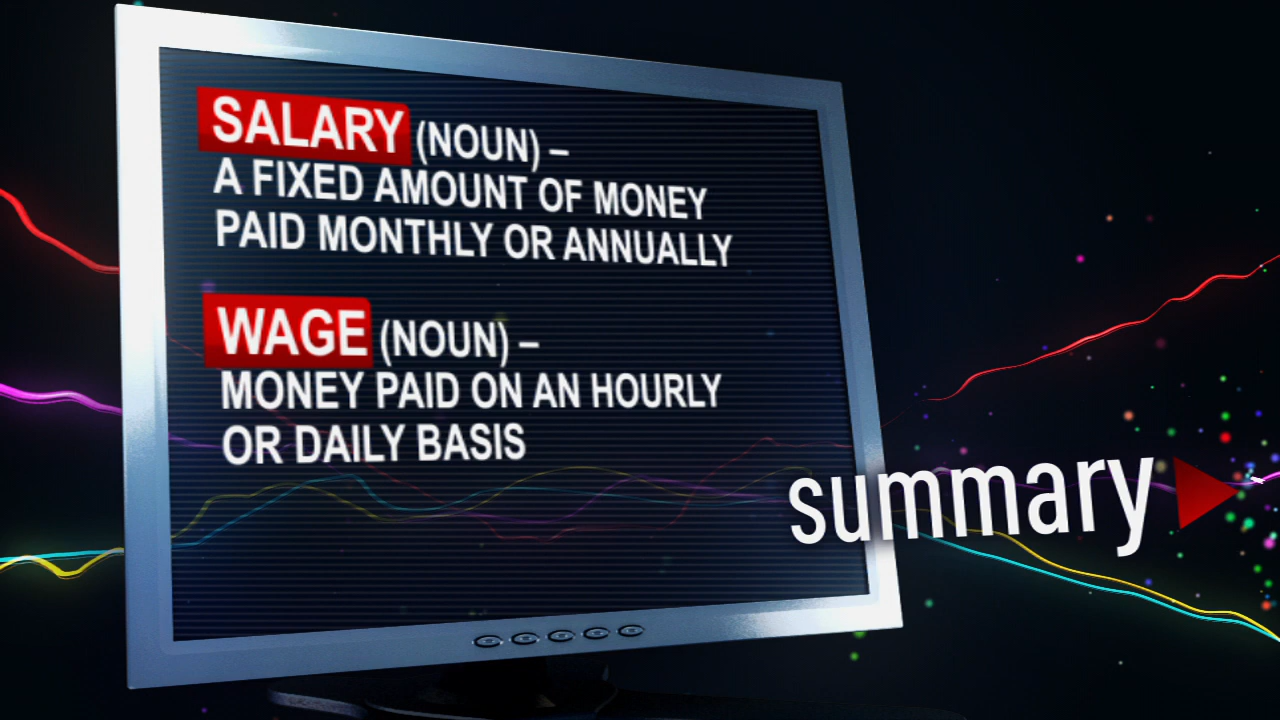 SALARY (NOUN) –
A FIXED AMOUNT OF MONEY
PAID MONTHLY OR ANNUALLY
WAGE (NOUN) –
MONEY PAID ON AN HOURLY
OR DAILY BASIS
summary